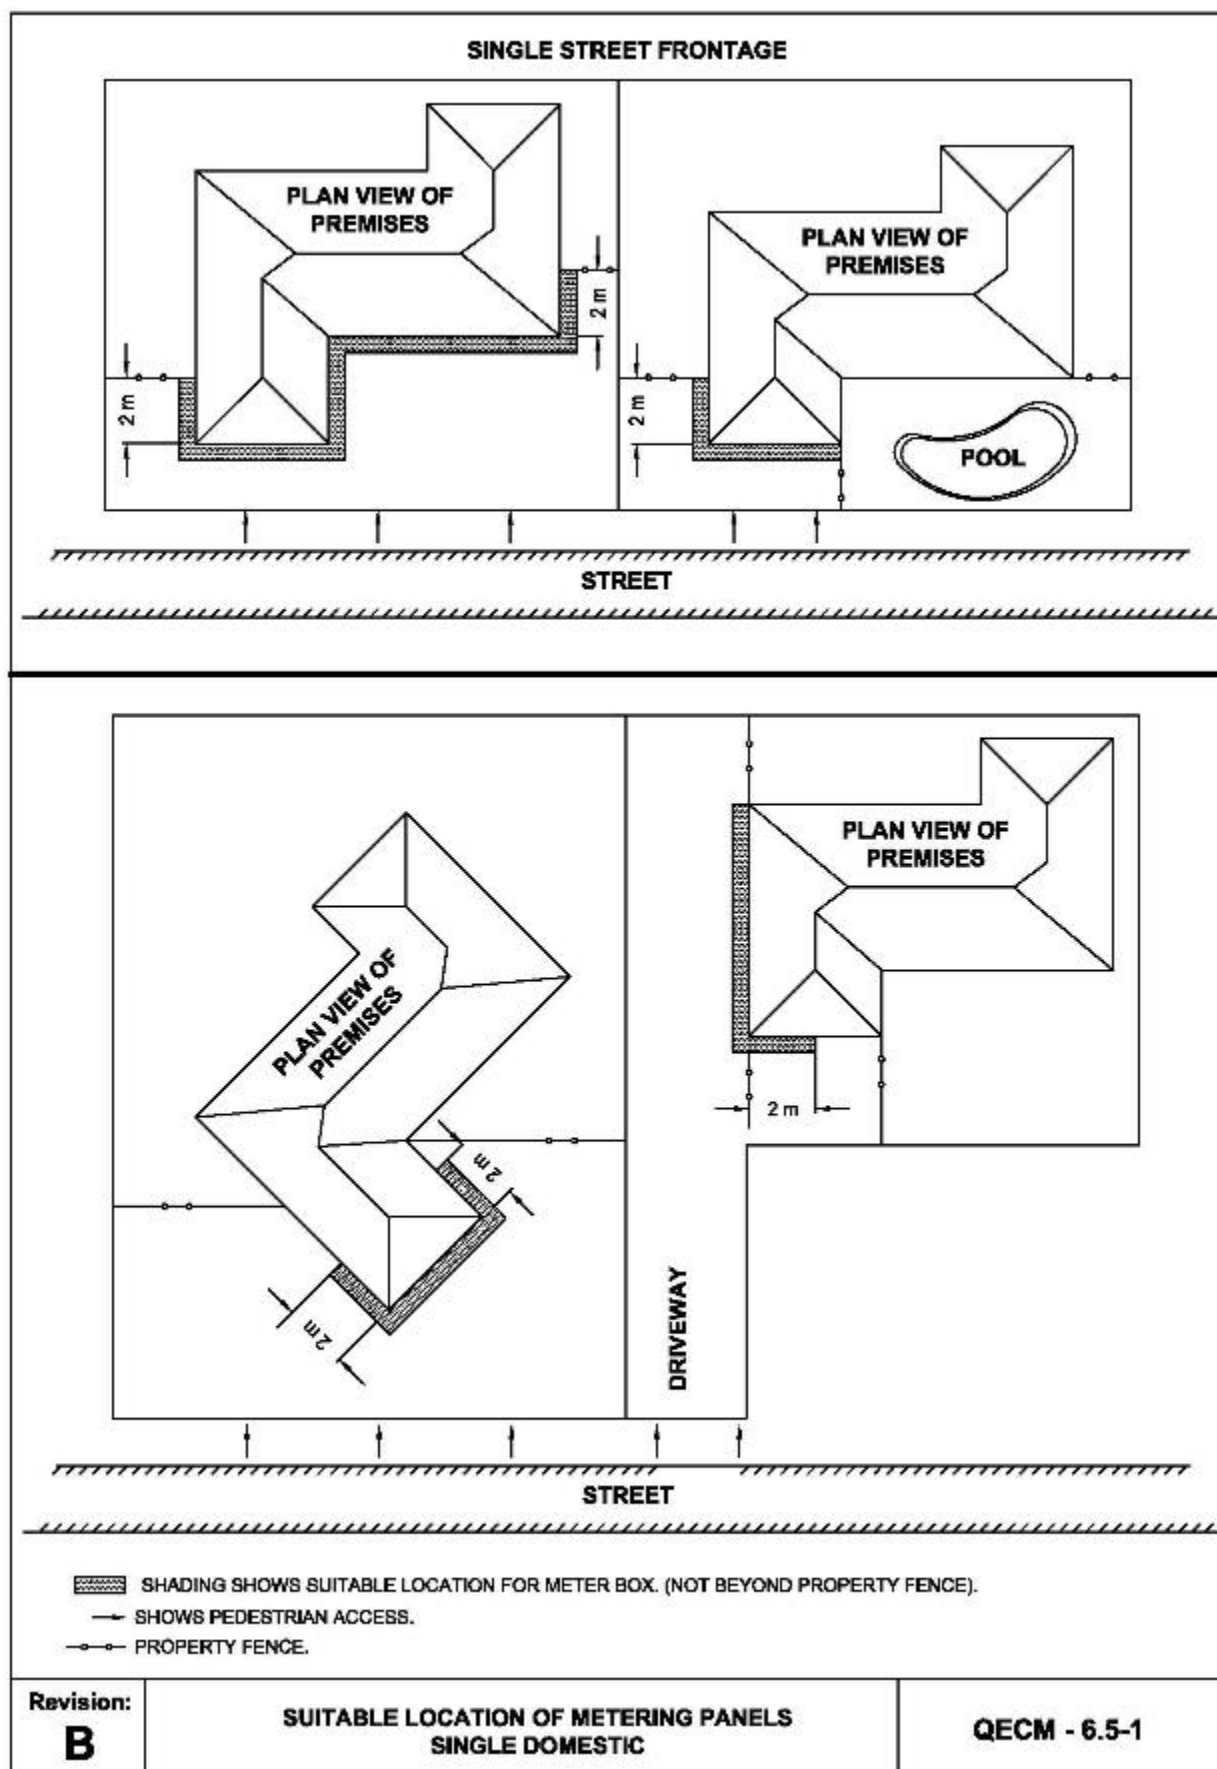 SINGLE STREET FRONTAGE
PLAN VIEW OF
PREMISES
2 m
2 m
PLAN VIEW OF
PREMISES
2 m
POOL
STREET
PLAN VIEW OF
PREMISES
2 m
2 m
PLAN VIEW OF
PREMISES
2 m
DRIVEWAY
STREET
SHADING SHOWS SUITABLE LOCATION FOR METER BOX. (NOT BEYOND PROPERTY FENCE).
SHOWS PEDESTRIAN ACCESS.
PROPERTY FENCE.
Revision:
B
SUITABLE LOCATION OF METERING PANELS
SINGLE DOMESTIC
QECM - 6.5-1